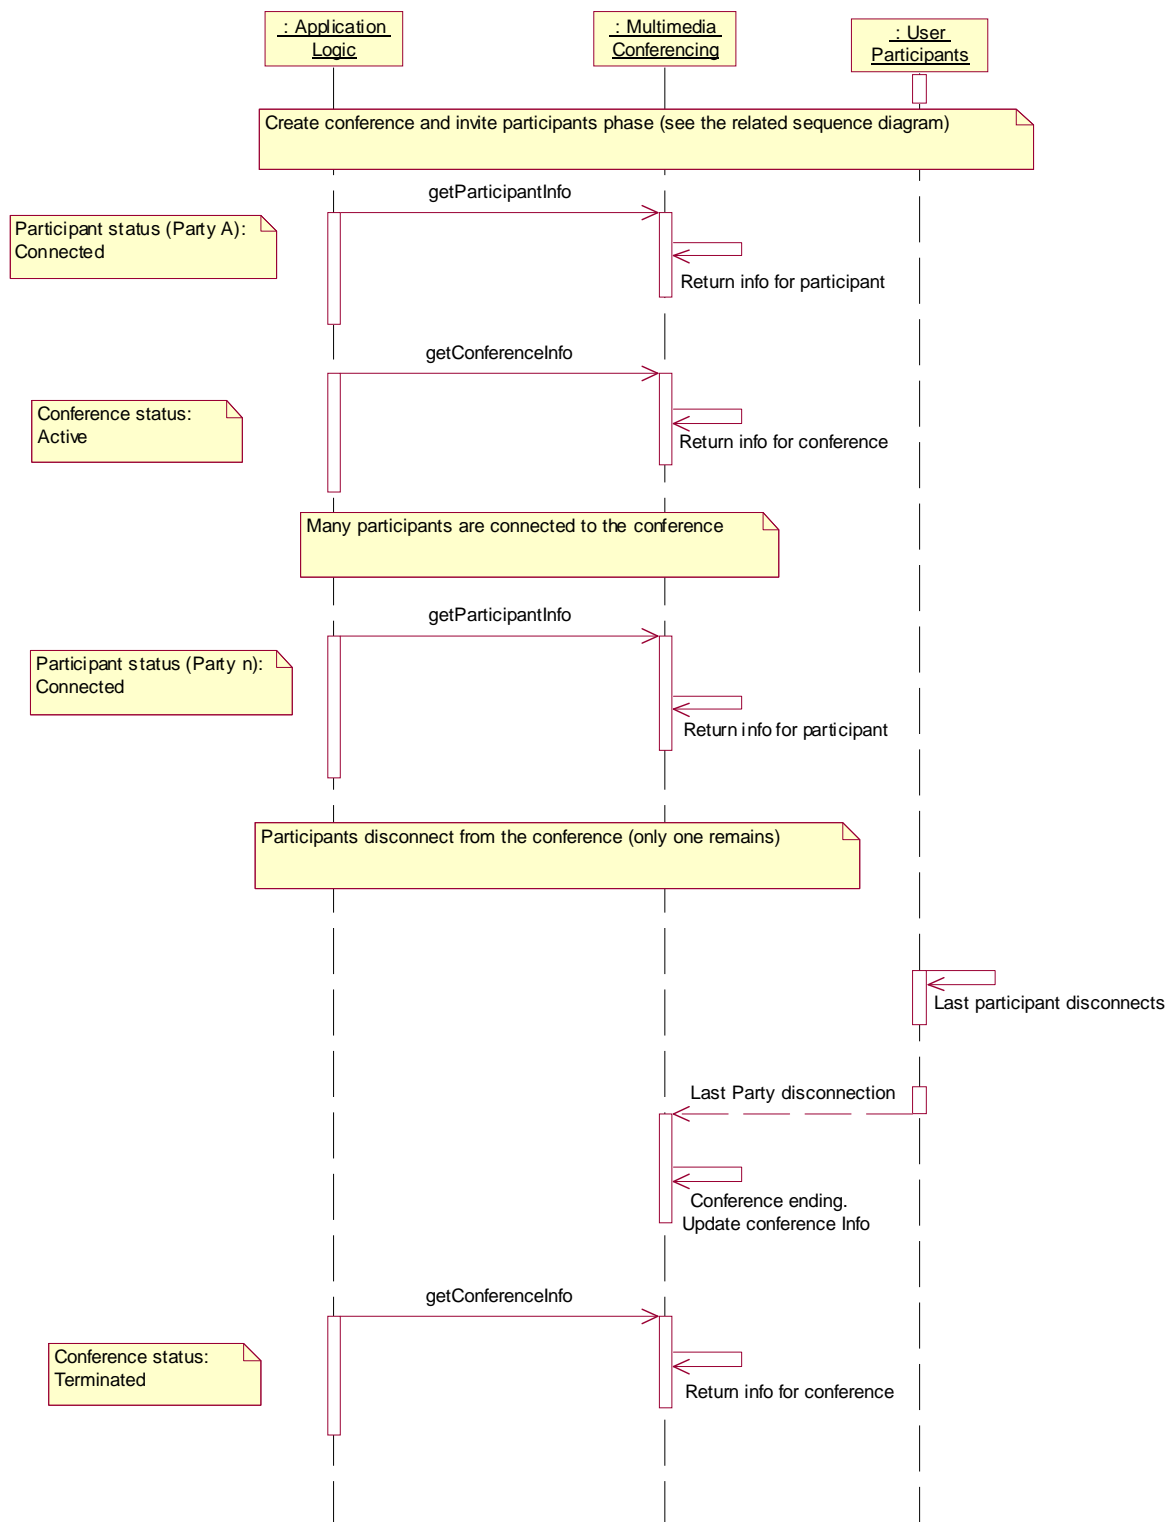 : Application
Logic
: Multimedia
Conferencing
: User
Participants
Create conference and invite participants phase (see the related sequence diagram)
getParticipantInfo
Participant status (Party A):
Connected
Return info for participant
getConferenceInfo
Conference status:
Active
Return info for conference
Many participants are connected to the conference
getParticipantInfo
Participant status (Party n):
Connected
Return info for participant
Participants disconnect from the conference (only one remains)
Last participant disconnects
Last Party disconnection
Conference ending.
Update conference Info
getConferenceInfo
Conference status:
Terminated
Return info for conference